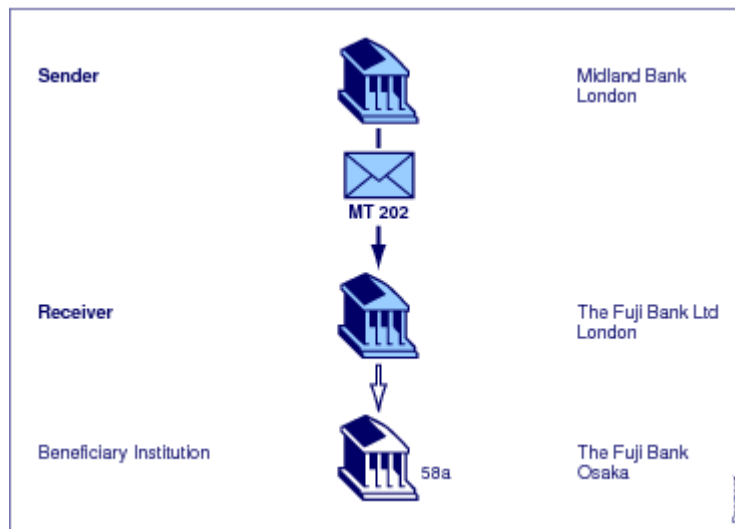 Sender
Midland Bank
London
MT 202
Receiver
The Fuji Bank Ltd
London
Beneficiary Institution
58a
The Fuji Bank
Osaka